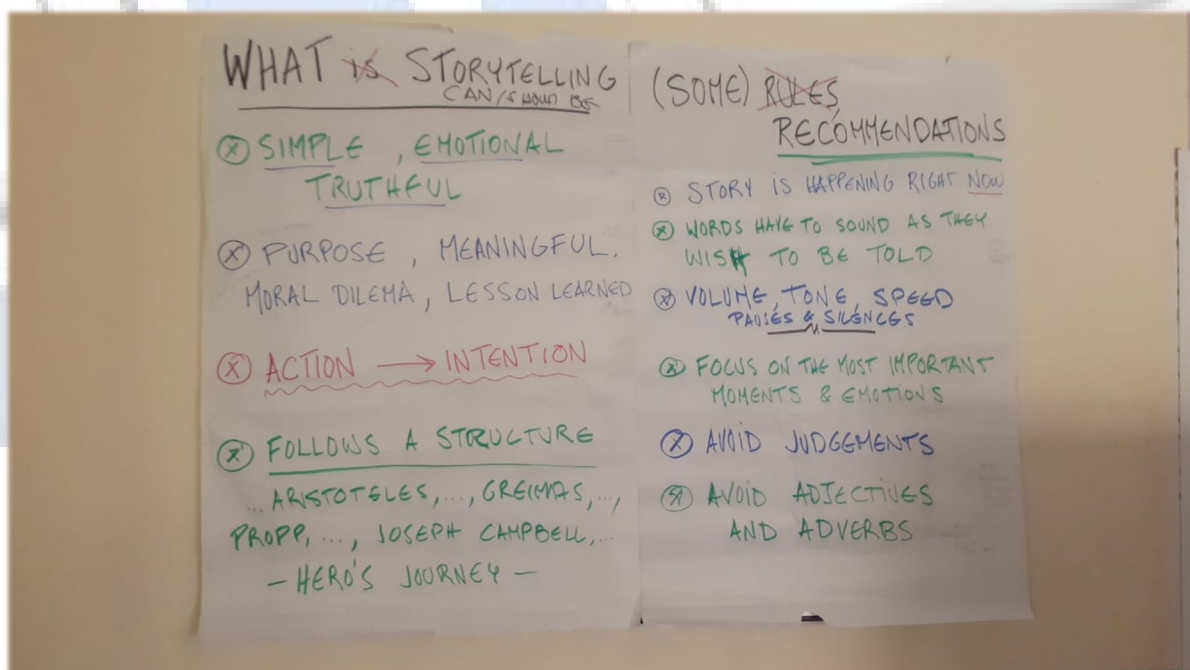 WHAT is STORYTELLING
CAN/SHOULD BE
ⓧ SIMPLE, EMOTIONAL
TRUTHFUL
ⓧ PURPOSE, MEANINGFUL.
MORAL DILEMA, LESSON LEARNED
ⓧ ACTION → INTENTION
ⓧ FOLLOWS A STRUCTURE
... ARISTOTELES, ..., GREIMAS, ...,
PROPP, ..., JOSEPH CAMPBELL, ...
- HERO'S JOURNEY -
(SOME) RULES
RECOMMENDATIONS
ⓧ STORY iS HAPPENING RIGHT NOW
ⓧ WORDS HAVE TO SOUND AS THEY
WISH TO BE TOLD
ⓧ VOLUME, TONE, SPEED
PAUSES & SILENCES
ⓧ FOCUS ON THE MOST IMPORTANT
MOMENTS & EMOTIONS
ⓧ AVOID JUDGEMENTS
ⓧ AVOID ADJECTIVES
AND ADVERBS